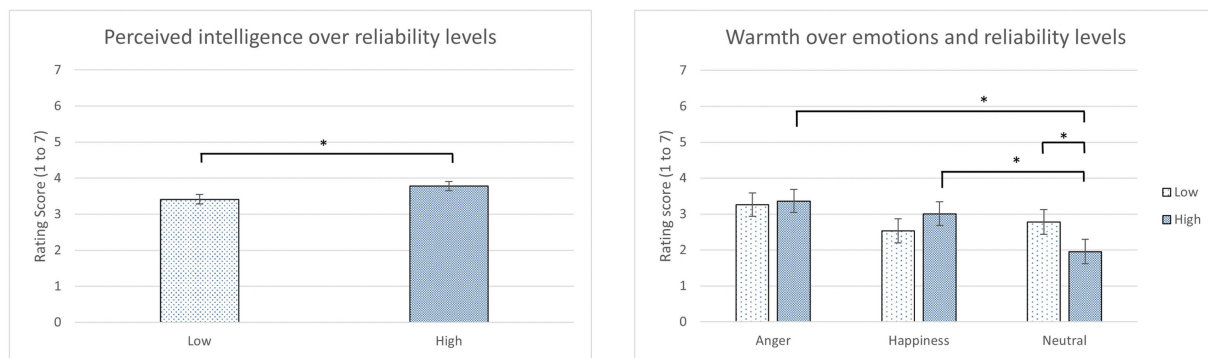 Perceived intelligence over reliability levels
Rating Score (1 to 7)
7
6
5
4
3
2
1
0
*
Low
High
Warmth over emotions and reliability levels
Rating score (1 to 7)
7
6
5
4
3
2
1
0
*
*
*
Anger
Happiness
Neutral
Low
High